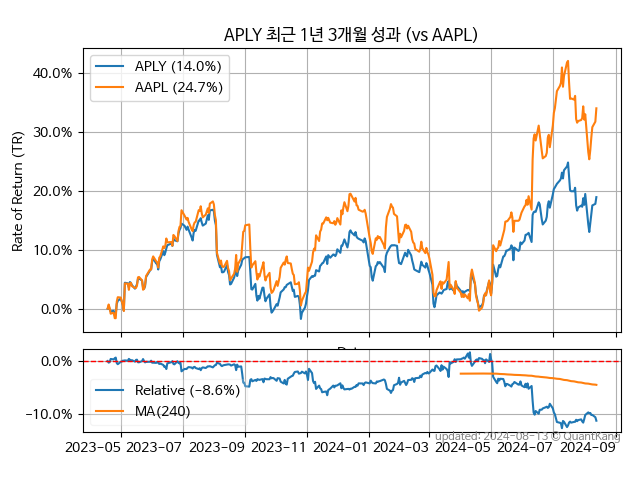 APLY 최근 1년 3개월 성과 (vs AAPL)
APLY (14.0%)
AAPL (24.7%)
Rate of Return (TR)
40.0%
30.0%
20.0%
10.0%
0.0%
0.0%
−10.0%
Relative (−8.6%)
MA(240)
updated: 2024-08-13 © QuantKang
2023-05 2023-07 2023-09 2023-11 2024-01 2024-03 2024-05 2024-07 2024-09